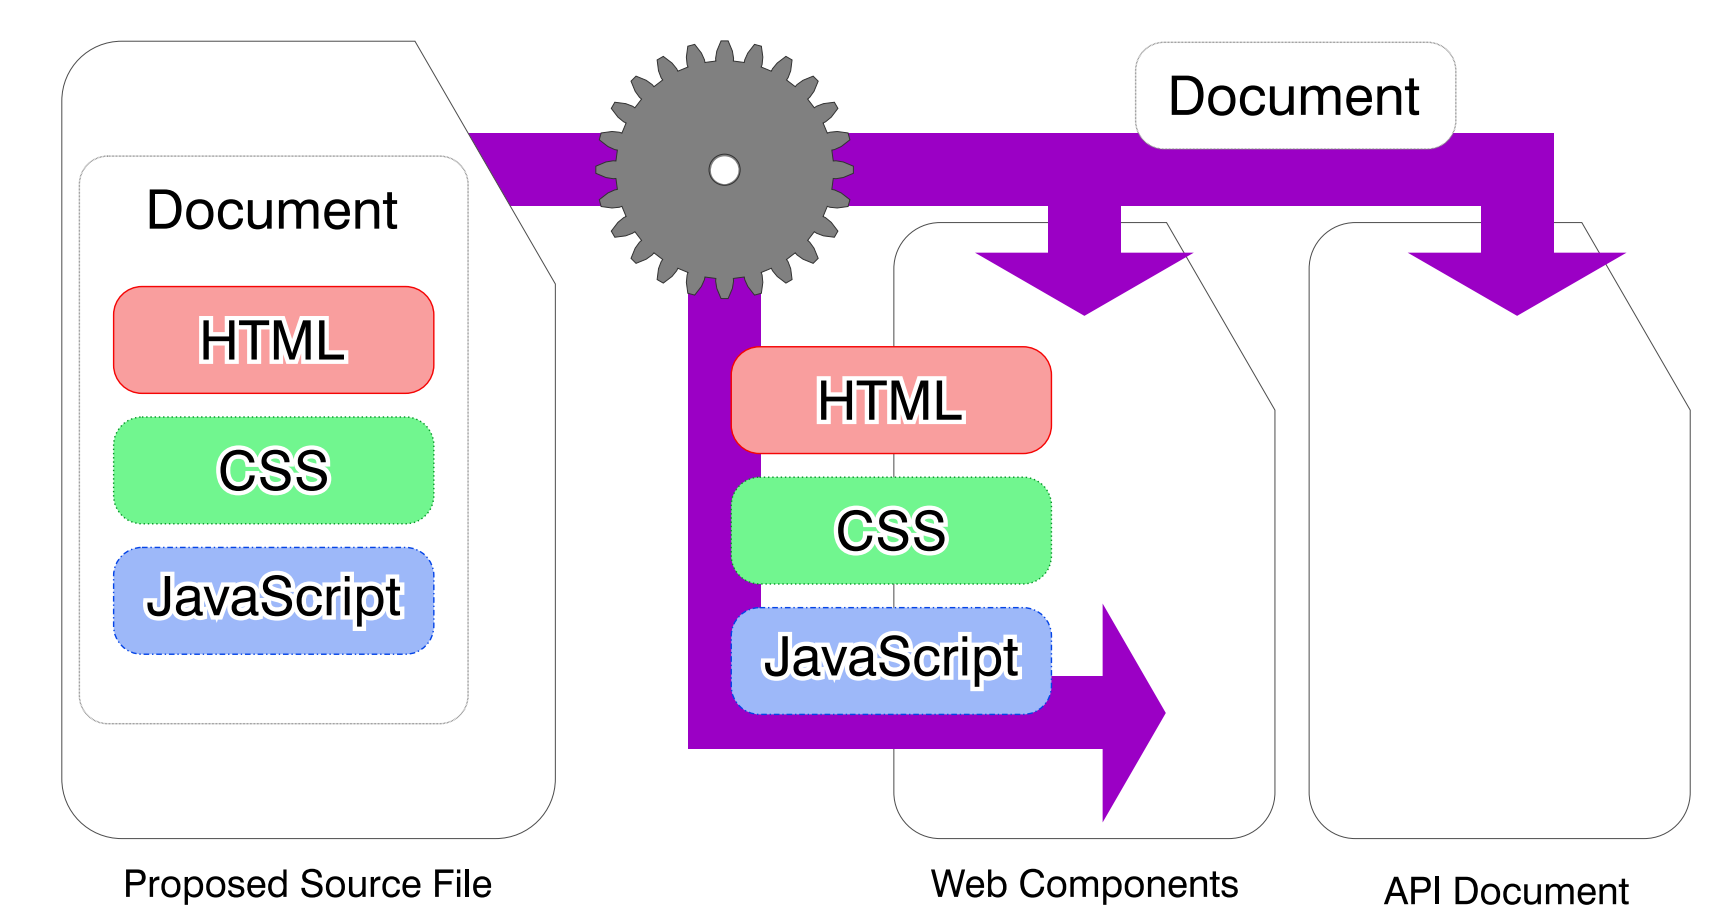 Document
HTML
CSS
JavaScript
Document
HTML
CSS
JavaScript
Proposed Source File
Web Components
API Document